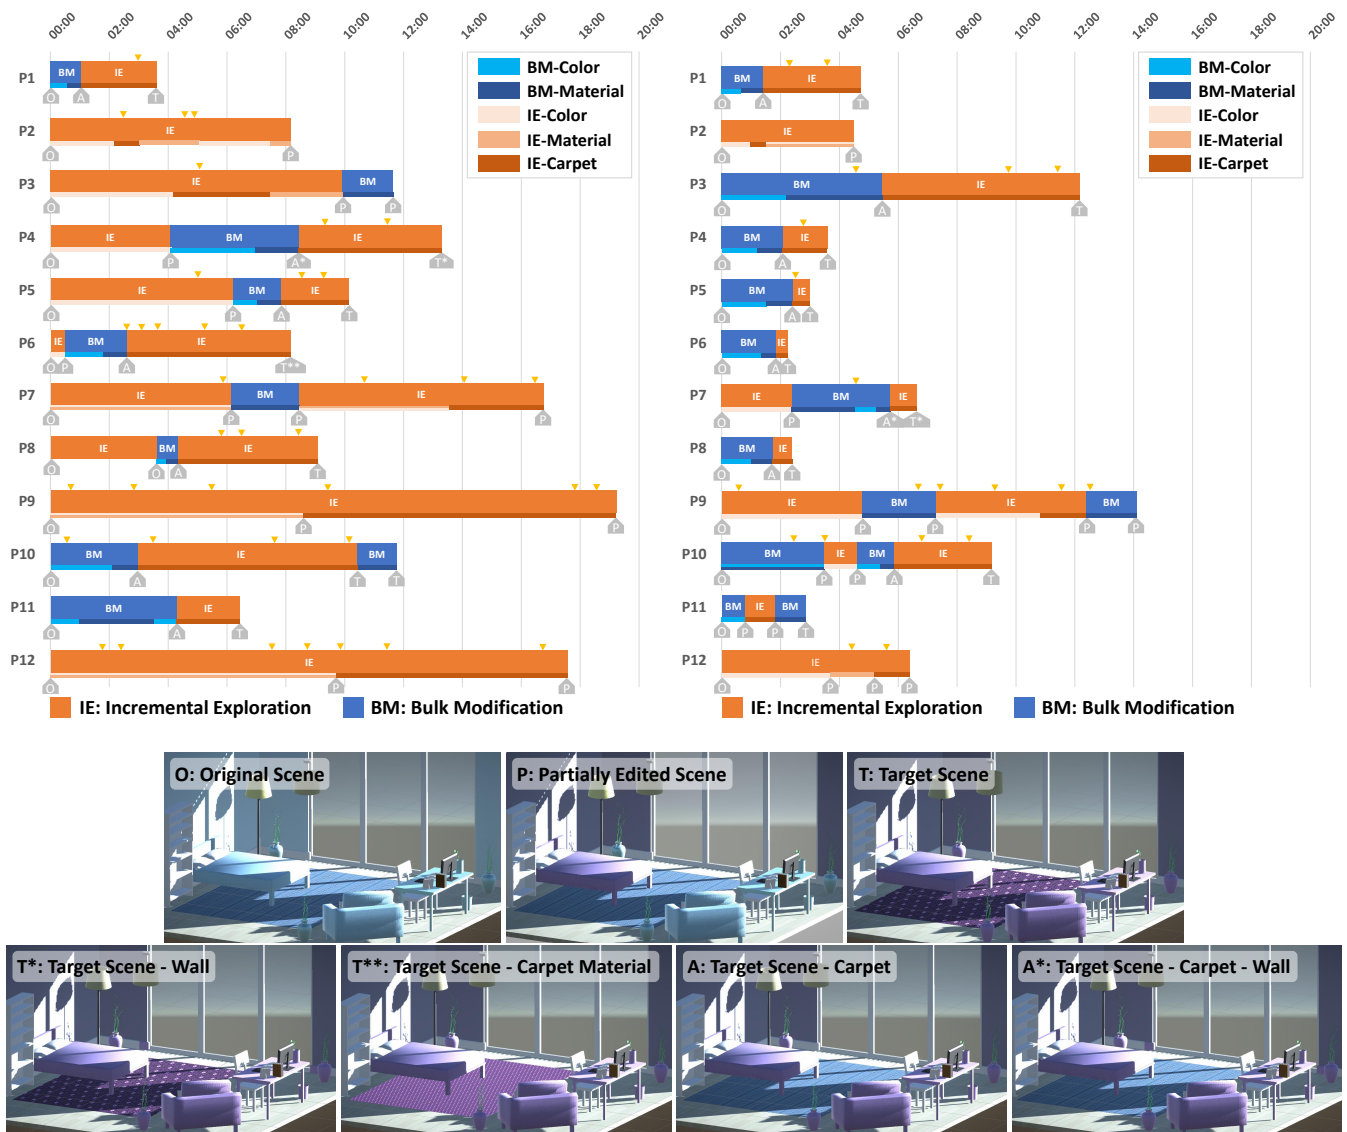 00:00 02:00 04:00 06:00 08:00 10:00 12:00 14:00 16:00 18:00 20:00
BM-Color
BM-Material
IE-Color
IE-Material
IE-Carpet
P1 BM IE
O A T
P2 IE
O P
P3 IE BM
O P P
P4 IE BM IE
O P A* T*
P5 IE BM IE
O P A T
P6 IE BM IE
O P A T**
P7 IE BM IE
O P P P
P8 IE BM IE
O O A T
P9 IE
O P P
P10 BM IE BM
O A T T
P11 BM IE
O A T
P12 IE
O P P
IE: Incremental Exploration BM: Bulk Modification
00:00 02:00 04:00 06:00 08:00 10:00 12:00 14:00 16:00 18:00 20:00
BM-Color
BM-Material
IE-Color
IE-Material
IE-Carpet
P1 BM IE
O A T
P2 IE
O P
P3 BM IE
O A T
P4 BM IE
O A T
P5 BM IE
O A T
P6 BM IE
O A T
P7 IE BM IE
O P A* T*
P8 BM IE
O A T
P9 IE BM IE BM
O P P P P
P10 BM IE BM IE
O P P A T
P11 BM IE BM
O P P T
P12 IE
O P P P
IE: Incremental Exploration BM: Bulk Modification
O: Original Scene
P: Partially Edited Scene
T: Target Scene
T*: Target Scene - Wall
T**: Target Scene - Carpet Material
A: Target Scene - Carpet
A*: Target Scene - Carpet - Wall